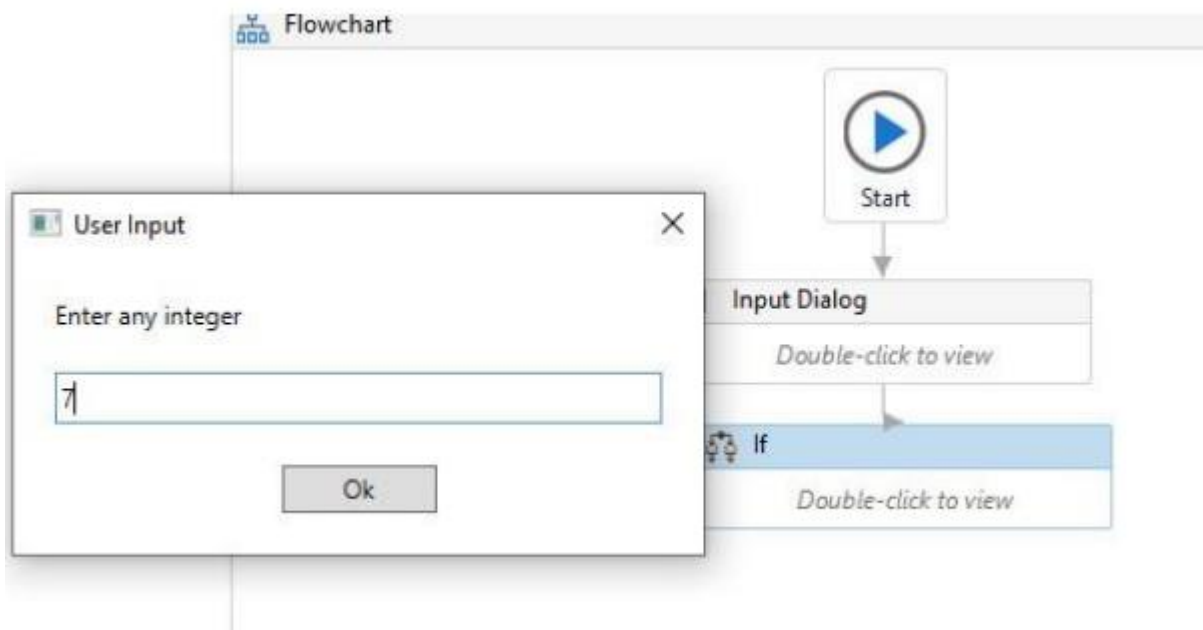 Flowchart
Start
User Input
Enter any integer
7
Ok
Input Dialog
Double-click to view
If
Double-click to view